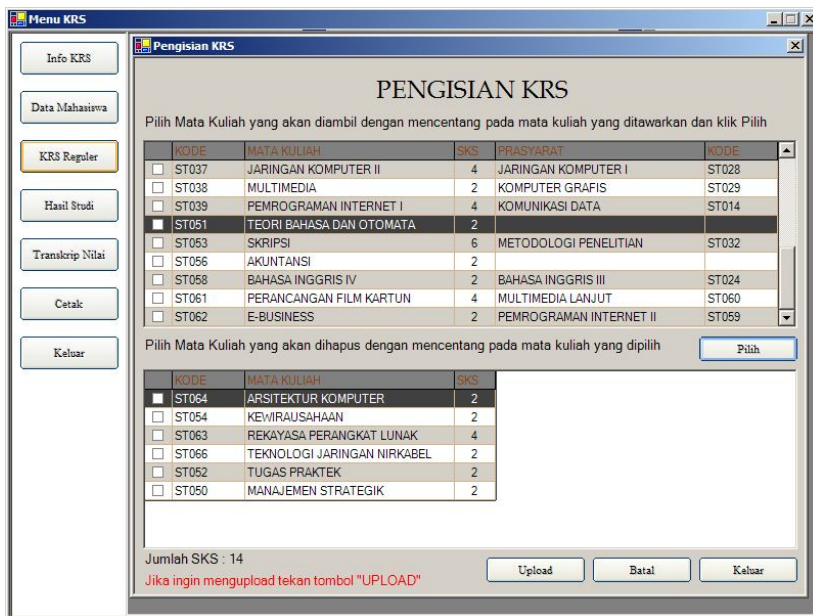 Menu KRS
Info KRS
Data Mahasiswa
KRS Reguler
Hasil Studi
Transkrip Nilai
Cetak
Keluar
Pengisian KRS
PENGISIAN KRS
Pilih Mata Kuliah yang akan diambil dengan mencentang pada mata kuliah yang ditawarkan dan klik Pilih
KODE MATA KULIAH SKS PRASYARAT KODE
ST037 JARINGAN KOMPUTER II 4 JARINGAN KOMPUTER I ST028
ST038 MULTIMEDIA 2 KOMPUTER GRAFIS ST029
ST039 PEMROGRAMAN INTERNET I 4 KOMUNIKASI DATA ST014
ST051 TEORI BAHASA DAN OTOMATA 2
ST053 SKRIPSI 6 METODOLOGI PENELITIAN ST032
ST056 AKUNTANSI 2
ST058 BAHASA INGGRIS IV 2 BAHASA INGGRIS III ST024
ST061 PERANCANGAN FILM KARTUN 4 MULTIMEDIA LANJUT ST060
ST062 E-BUSINESS 2 PEMROGRAMAN INTERNET II ST059
Pilih Mata Kuliah yang akan dihapus dengan mencentang pada mata kuliah yang dipilih
Pilih
KODE MATA KULIAH SKS
ST064 ARSITEKTUR KOMPUTER 2
ST054 KEWIRAUSAHAAN 2
ST063 REKAYASA PERANGKAT LUNAK 4
ST066 TEKNOLOGI JARINGAN NIRKABEL 2
ST052 TUGAS PRAKTEK 2
ST050 MANAJEMEN STRATEGIK 2
Jumlah SKS : 14
Jika ingin mengupload tekan tombol "UPLOAD"
Upload
Batal
Keluar